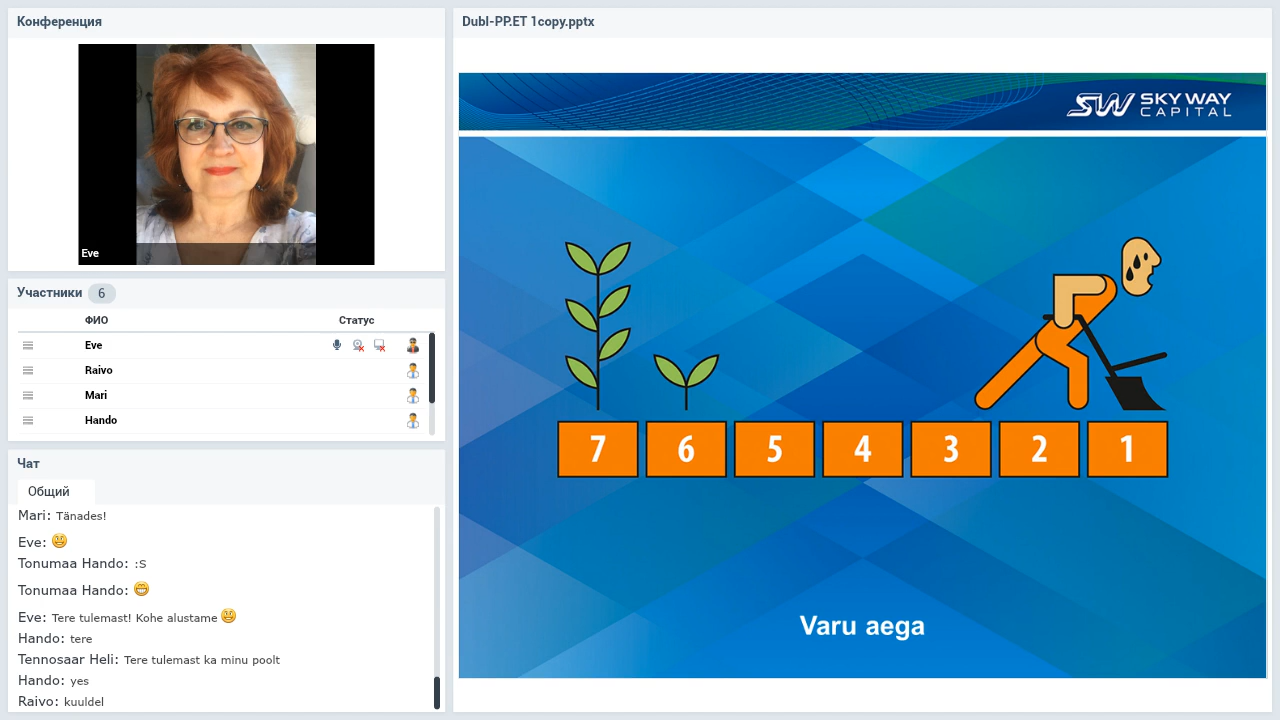 Конференция
Eve
Участники 6
ФИО Статус
Eve
Raivo
Mari
Hando
Чат
Общий
Mari: Tänades!
Eve:
Tonumaa Hando: :S
Tonumaa Hando:
Eve: Tere tulemast! Kohe alustame
Hando: tere
Tennosaar Heli: Tere tulemast ka minu poolt
Hando: yes
Raivo: kuuldel
Dubl-PP.ET 1copy.pptx
SW SKY WAY
CAPITAL
7 6 5 4 3 2 1
Varu aega